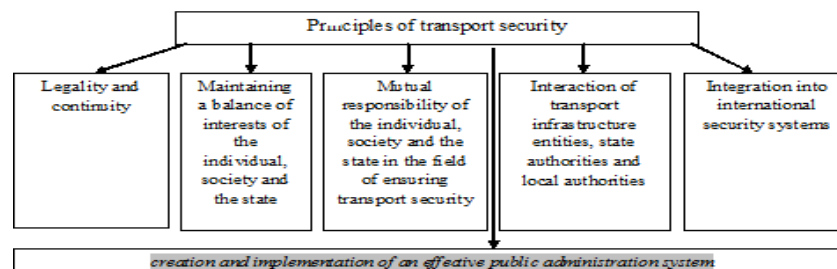 Principles of transport security
Legality and
continuity
Maintaining
a balance of
interests of
the
individual,
society and
the state
Mutual
responsibility of
the individual,
society and the
state in the field
of ensuring
transport security
Interaction of
transport
infrastructure
entities, state
authorities and
local authorities
Integration into
international
security systems
creation and implementation of an effective public administration system